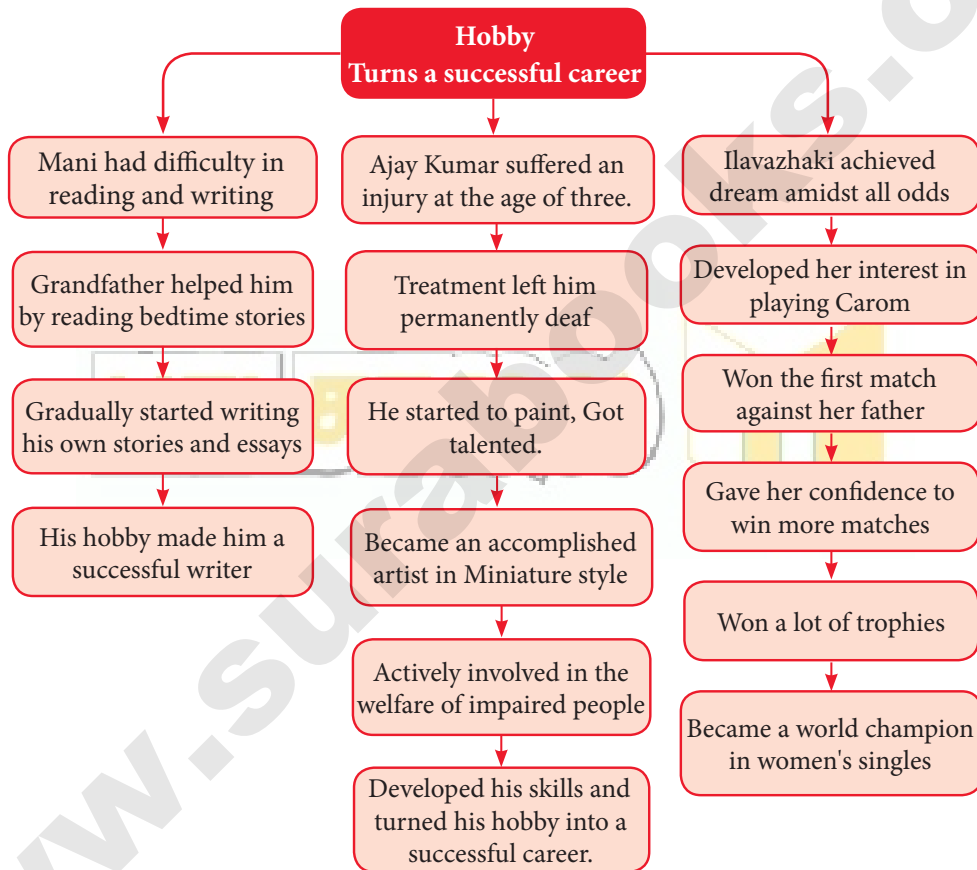 Hobby
Turns a successful career
Mani had difficulty in
reading and writing
Grandfather helped him
by reading bedtime stories
Gradually started writing
his own stories and essays
His hobby made him a
successful writer
Ajay Kumar suffered an
injury at the age of three.
Treatment left him
permanently deaf
He started to paint, Got
talented.
Became an accomplished
artist in Miniature style
Actively involved in the
welfare of impaired people
Developed his skills and
turned his hobby into a
successful career.
Ilavazhaki achieved
dream amidst all odds
Developed her interest in
playing Carom
Won the first match
against her father
Gave her confidence to
win more matches
Won a lot of trophies
Became a world champion
in women's singles